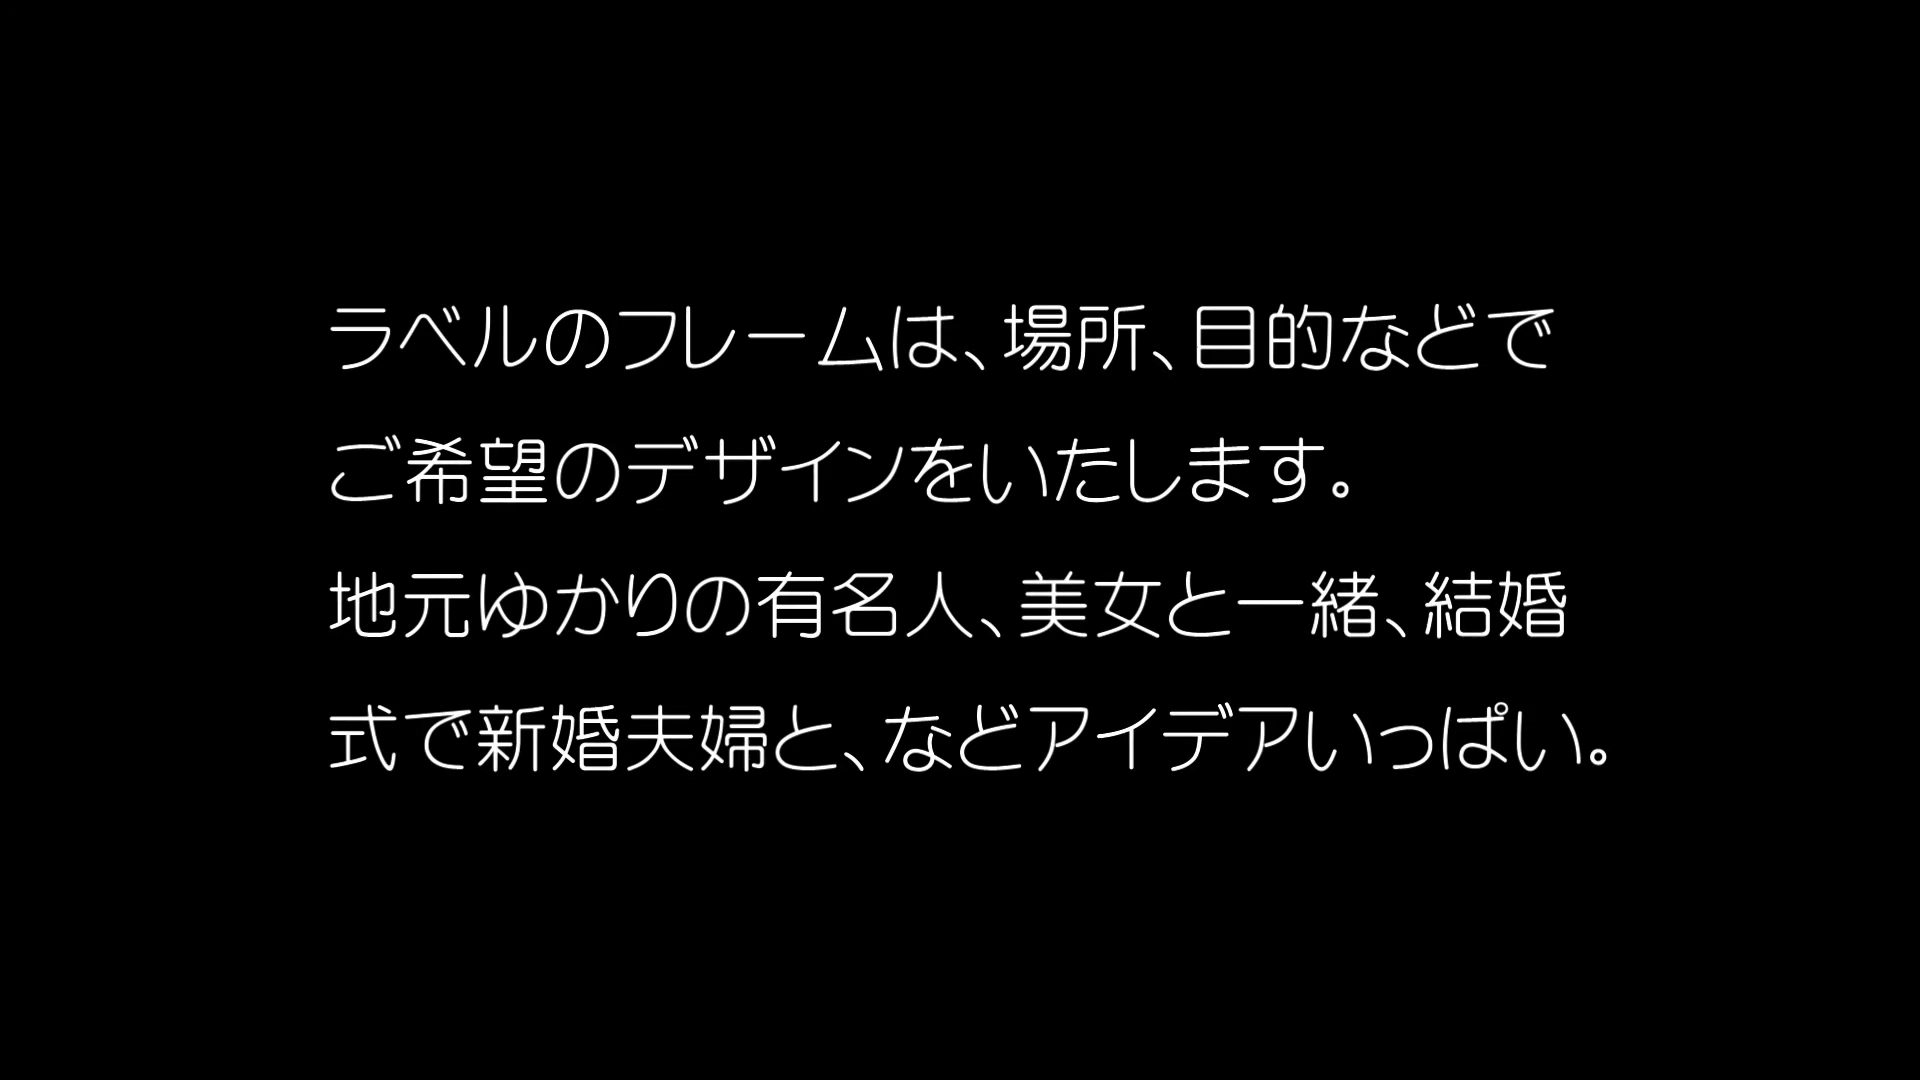 ラベルのフレームは、場所、目的などで
ご希望のデザインをいたします。
地元ゆかりの有名人、美女と一緒、結婚
式で新婚夫婦と、などアイデアいっぱい。